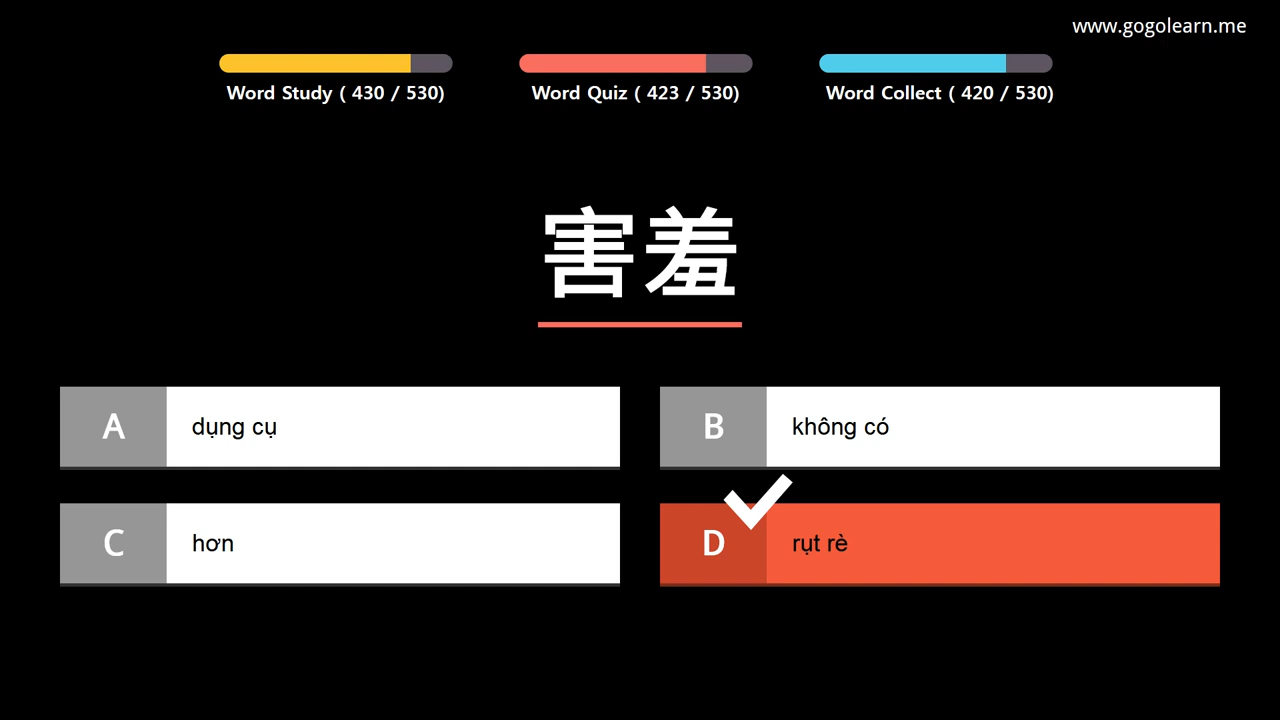 www.gogolearn.me
Word Study ( 430 / 530)
Word Quiz ( 423 / 530)
Word Collect ( 420 / 530)
害羞
A dụng cụ
B không có
C hơn
D rụt rè